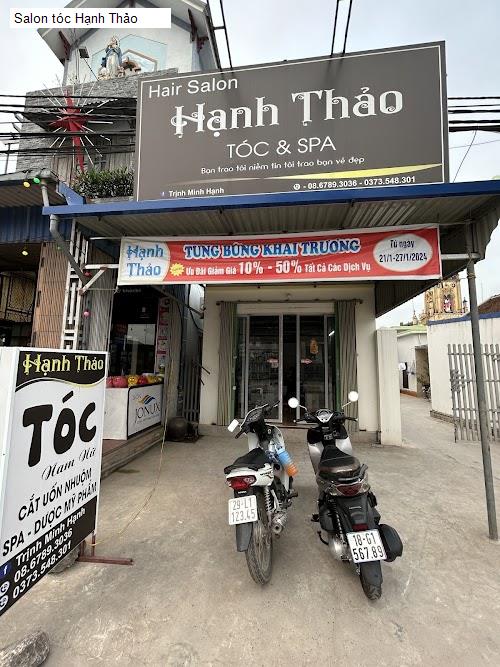 Salon tóc Hạnh Thảo
Hair Salon
Hạnh Thảo
TÓC & SPA
Bạn trao tôi niềm tin tôi trao bạn vẻ đẹp
Trịnh Minh Hạnh
- 08.6789.3036 - 0373.548.301
Hạnh Thảo
TƯNG BỪNG KHAI TRƯƠNG
Ưu Đãi Giảm Giá 10% - 50% Tất Cả Các Dịch Vụ
Từ ngày
21/1-27/1/2024
Hạnh Thảo
TÓC
Nam Nữ
CẮT UỐN NHUỘM
SPA - DƯỢC MỸ PHẨM
Trịnh Minh Hạnh
08.6789.3036
0373.548.301
JONUX
29-L1
123.45
18-G1
567.89